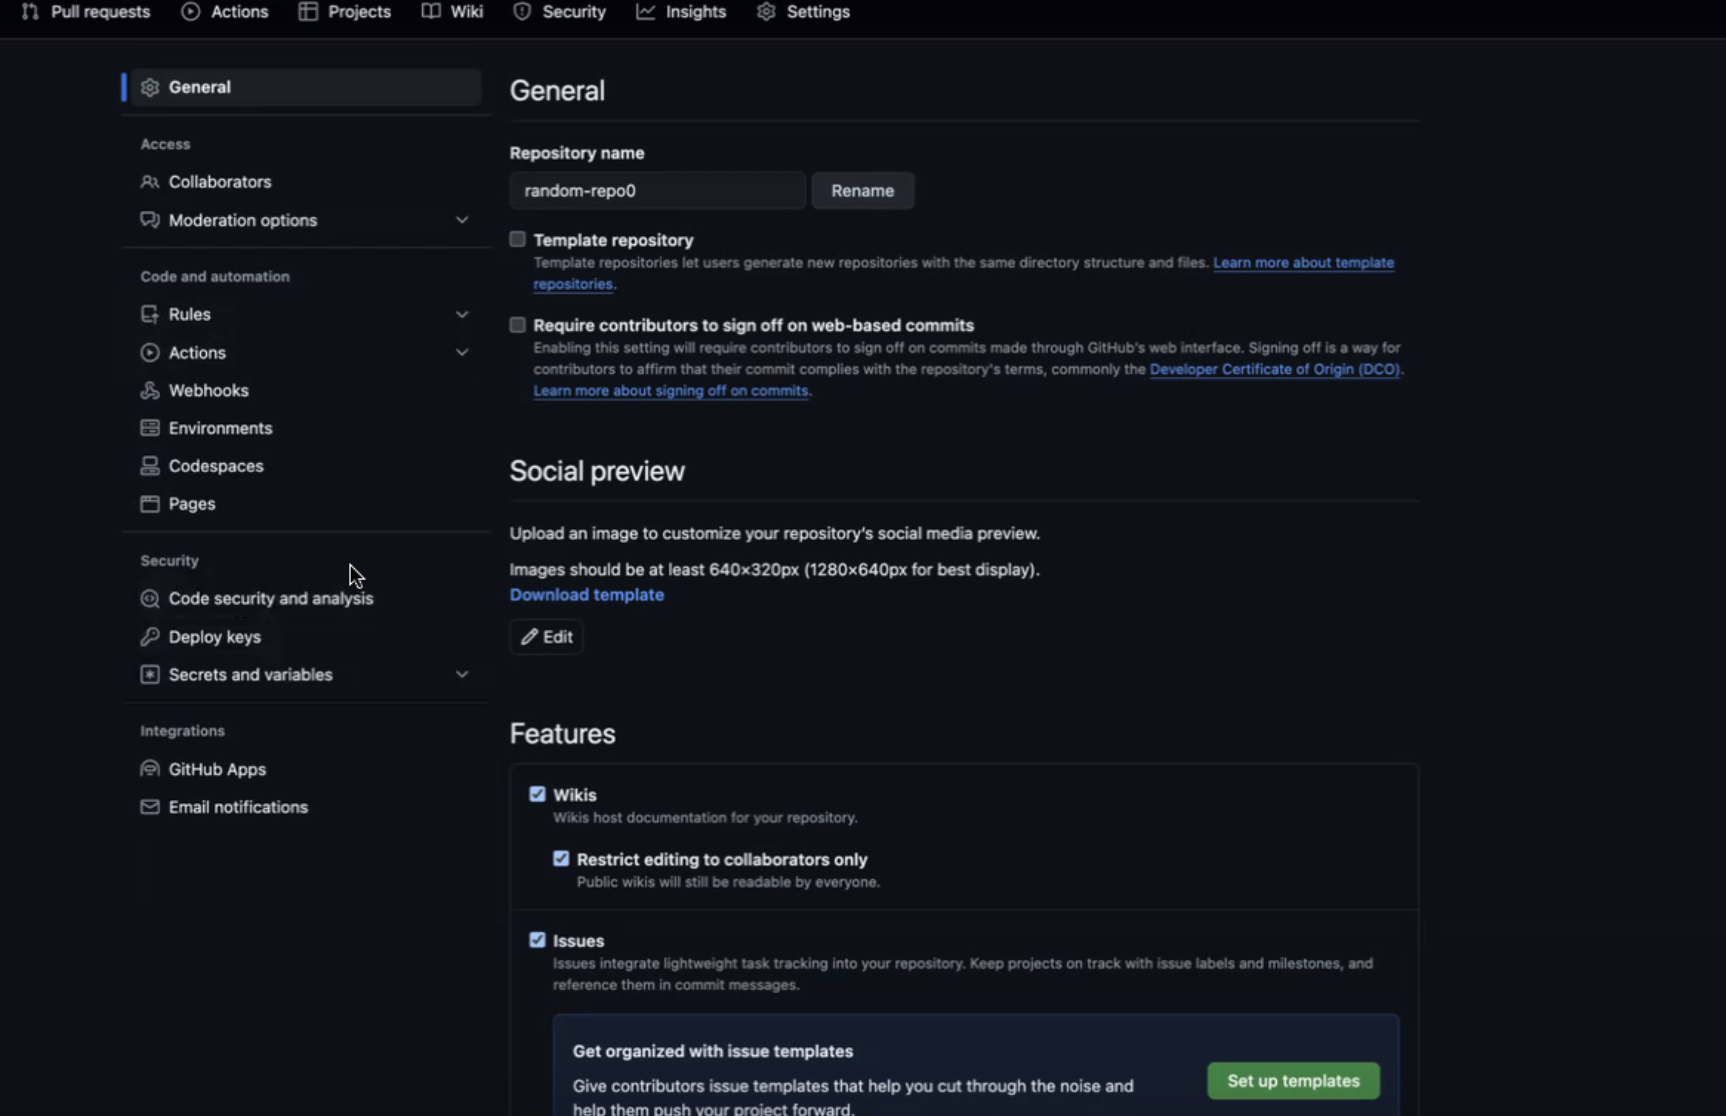 Pull requests Actions Projects Wiki Security Insights Settings
General
Access
Collaborators
Moderation options
Code and automation
Rules
Actions
Webhooks
Environments
Codespaces
Pages
Security
Code security and analysis
Deploy keys
Secrets and variables
Integrations
GitHub Apps
Email notifications
General
Repository name
random-repo0 Rename
Template repository
Template repositories let users generate new repositories with the same directory structure and files. Learn more about template
repositories.
Require contributors to sign off on web-based commits
Enabling this setting will require contributors to sign off on commits made through GitHub's web interface. Signing off is a way for
contributors to affirm that their commit complies with the repository's terms, commonly the Developer Certificate of Origin (DCO).
Learn more about signing off on commits.
Social preview
Upload an image to customize your repository's social media preview.
Images should be at least 640×320px (1280×640px for best display).
Download template
Edit
Features
Wikis
Wikis host documentation for your repository.
Restrict editing to collaborators only
Public wikis will still be readable by everyone.
Issues
Issues integrate lightweight task tracking into your repository. Keep projects on track with issue labels and milestones, and
reference them in commit messages.
Get organized with issue templates
Give contributors issue templates that help you cut through the noise and
help them push your project forward.
Set up templates